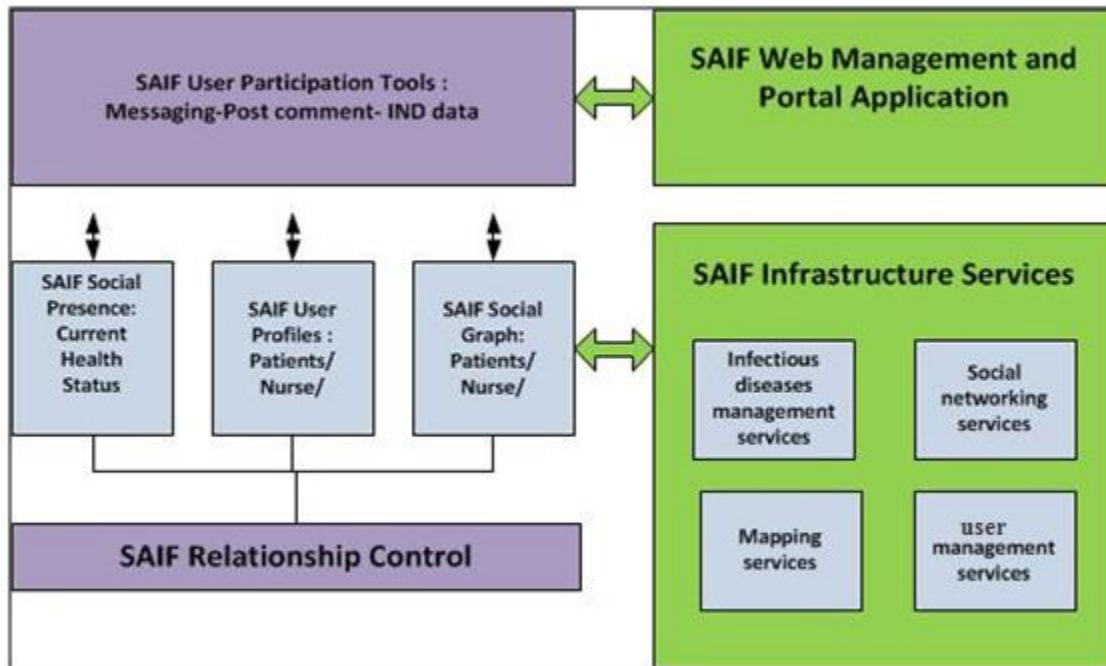 SAIF User Participation Tools :
Messaging-Post comment- IND data
SAIF Web Management and
Portal Application
SAIF Social
Presence:
Current
Health
Status
SAIF User
Profiles :
Patients/
Nurse/
SAIF Social
Graph:
Patients/
Nurse/
SAIF Infrastructure Services
Infectious
diseases
management
services
Social
networking
services
Mapping
services
user
management
services
SAIF Relationship Control